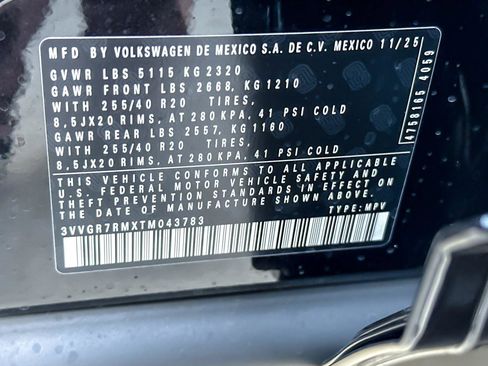 MFD BY VOLKSWAGEN DE MEXICO S.A. DE C.V. MEXICO 11/25
GVWR LBS 5115 KG 2320
GAWR FRONT LBS 2668, KG 1210
WITH 255/40 R20 TIRES,
8,5JX20 RIMS, AT 280 KPA, 41 PSI COLD
GAWR REAR LBS 2557, KG 1160
WITH 255/40 R20 TIRES,
8,5JX20 RIMS, AT 280 KPA, 41 PSI COLD
THIS VEHICLE CONFORMS TO ALL APPLICABLE
U.S. FEDERAL MOTOR VEHICLE SAFETY AND
THEFT PREVENTION STANDARDS IN EFFECT ON
THE DATE OF MANUFACTURE SHOWN ABOVE.
3VVGR7RMXTM043783 TYPE: MPV
4758165 4059